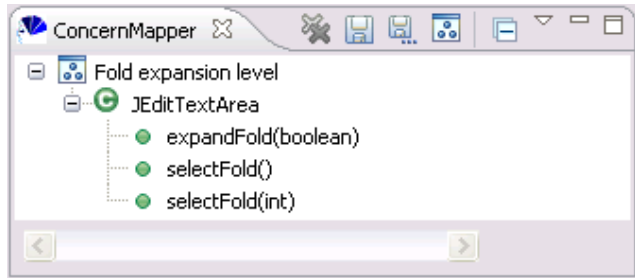 ConcernMapper
Fold expansion level
JEditTextArea
expandFold(boolean)
selectFold()
selectFold(int)